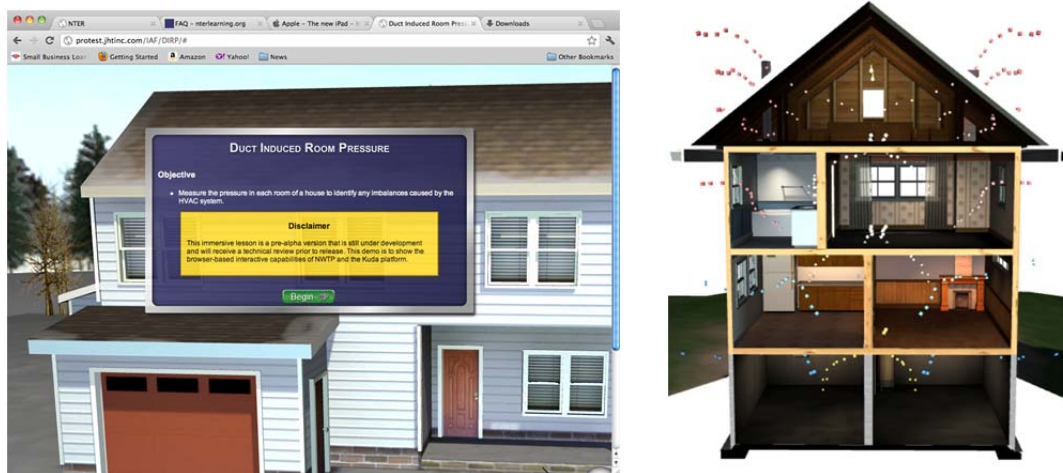 NTER
FAQ – nterlearning.org
Apple – The new iPad – I
Duct Induced Room Press
Downloads
protest.jhtinc.com/IAF/DIRP/#
Small Business Loan
Getting Started
Amazon
Yahoo!
News
Other Bookmarks
DUCT INDUCED ROOM PRESSURE
Objective
• Measure the pressure in each room of a house to identify any imbalances caused by the
HVAC system.
Disclaimer
This immersive lesson is a pre-alpha version that is still under development
and will receive a technical review prior to release. This demo is to show the
browser-based interactive capabilities of NWTP and the Kuda platform.
Begin